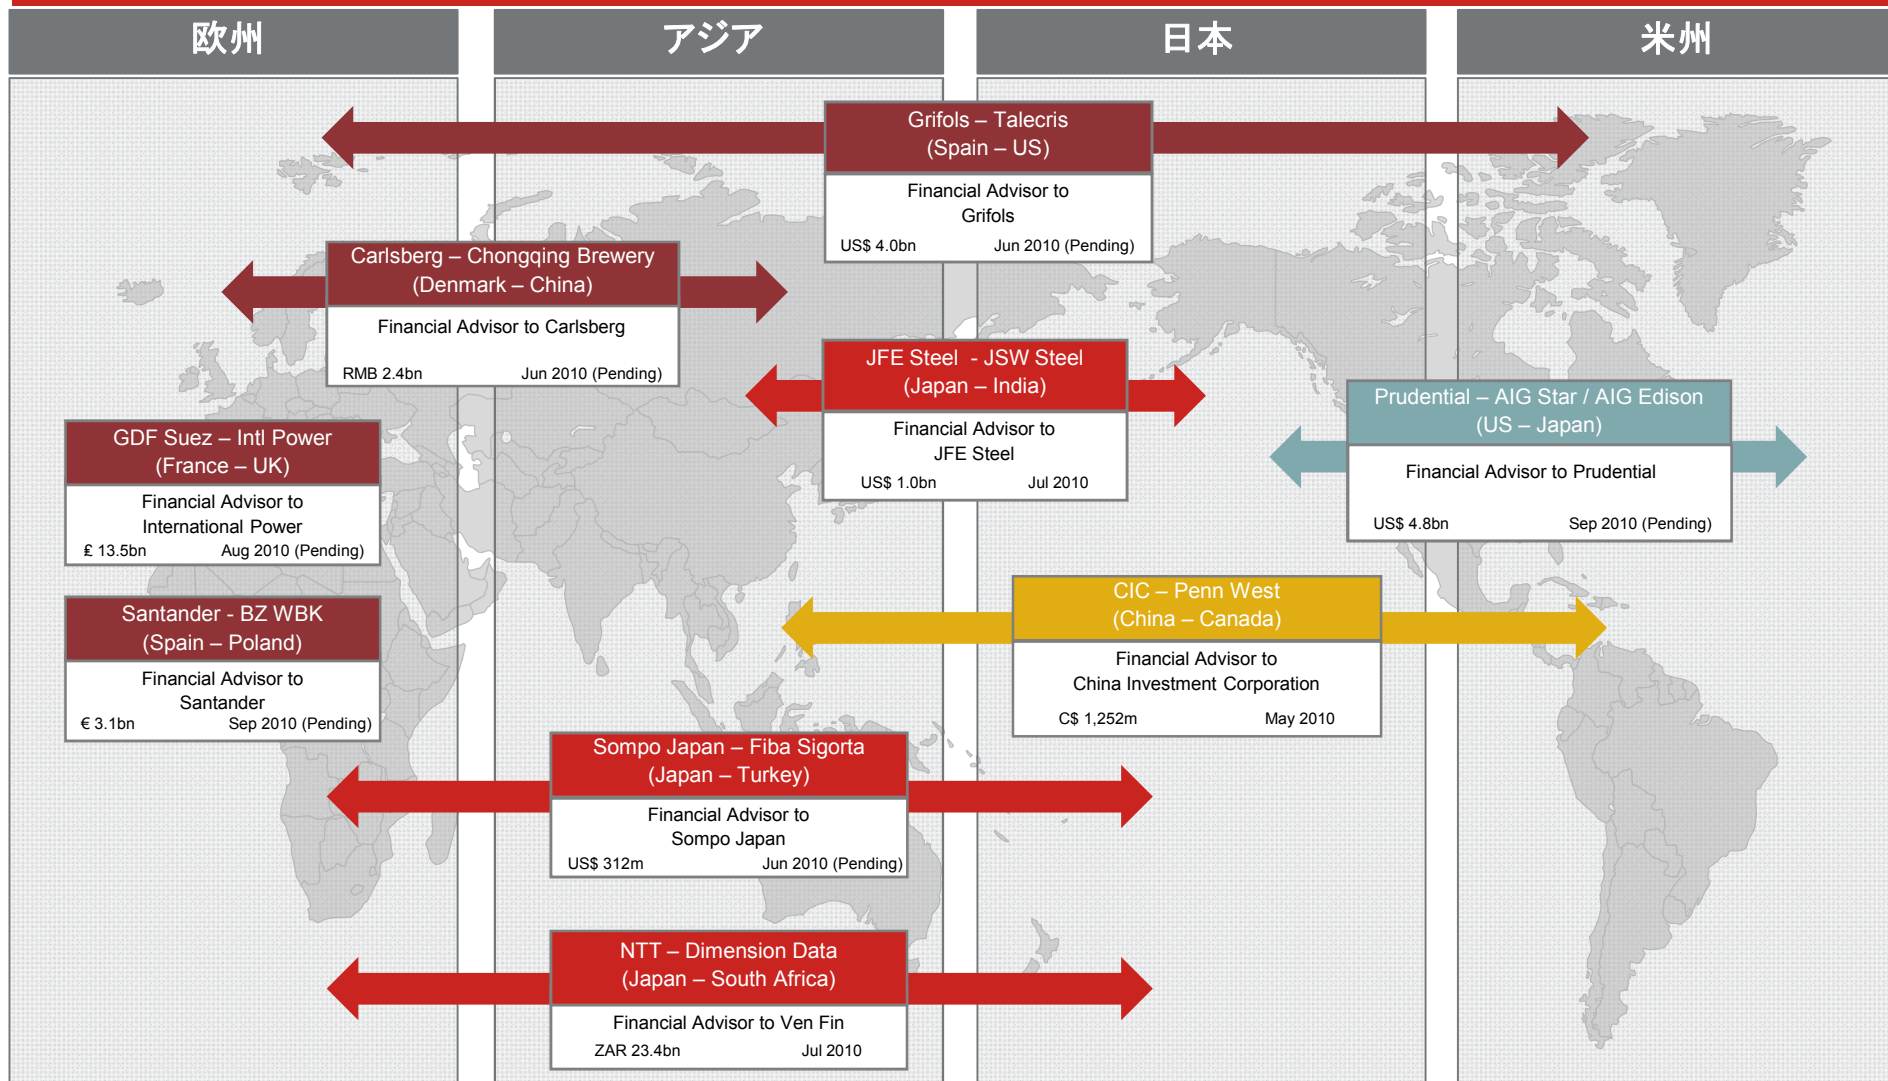 欧州
アジア
日本
米州
Grifols – Talecris
(Spain – US)
Financial Advisor to
Grifols
US$ 4.0bn Jun 2010 (Pending)
Carlsberg – Chongqing Brewery
(Denmark – China)
Financial Advisor to Carlsberg
RMB 2.4bn Jun 2010 (Pending)
JFE Steel - JSW Steel
(Japan – India)
Financial Advisor to
JFE Steel
US$ 1.0bn Jul 2010
Prudential – AIG Star / AIG Edison
(US – Japan)
Financial Advisor to Prudential
US$ 4.8bn Sep 2010 (Pending)
GDF Suez – Intl Power
(France – UK)
Financial Advisor to
International Power
₤ 13.5bn Aug 2010 (Pending)
Santander - BZ WBK
(Spain – Poland)
Financial Advisor to
Santander
€ 3.1bn Sep 2010 (Pending)
CIC – Penn West
(China – Canada)
Financial Advisor to
China Investment Corporation
C$ 1,252m May 2010
Sompo Japan – Fiba Sigorta
(Japan – Turkey)
Financial Advisor to
Sompo Japan
US$ 312m Jun 2010 (Pending)
NTT – Dimension Data
(Japan – South Africa)
Financial Advisor to Ven Fin
ZAR 23.4bn Jul 2010